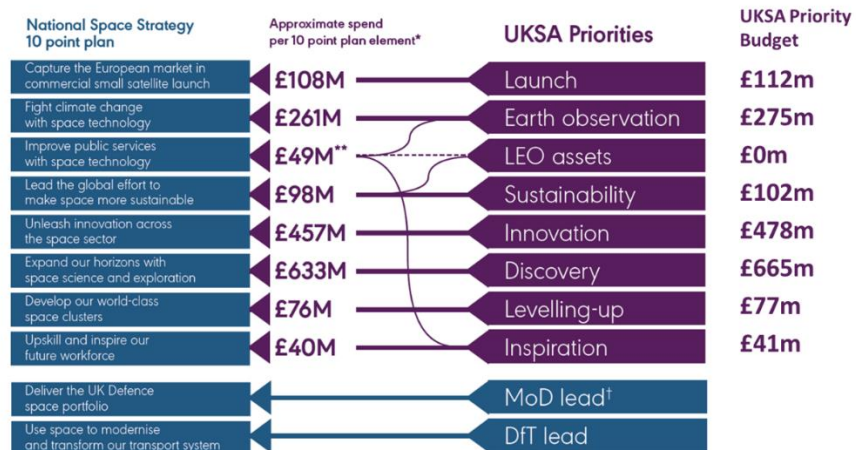 National Space Strategy
10 point plan
Approximate spend
per 10 point plan element*
UKSA Priorities
UKSA Priority
Budget
Capture the European market in
commercial small satellite launch
£108M
Launch
£112m
Fight climate change
with space technology
£261M
Earth observation
£275m
Improve public services
with space technology
£49M**
LEO assets
£0m
Lead the global effort to
make space more sustainable
£98M
Sustainability
£102m
Unleash innovation across
the space sector
£457M
Innovation
£478m
Expand our horizons with
space science and exploration
£633M
Discovery
£665m
Develop our world-class
space clusters
£76M
Levelling-up
£77m
Upskill and inspire our
future workforce
£40M
Inspiration
£41m
Deliver the UK Defence
space portfolio
MoD lead†
Use space to modernise
and transform our transport system
DfT lead